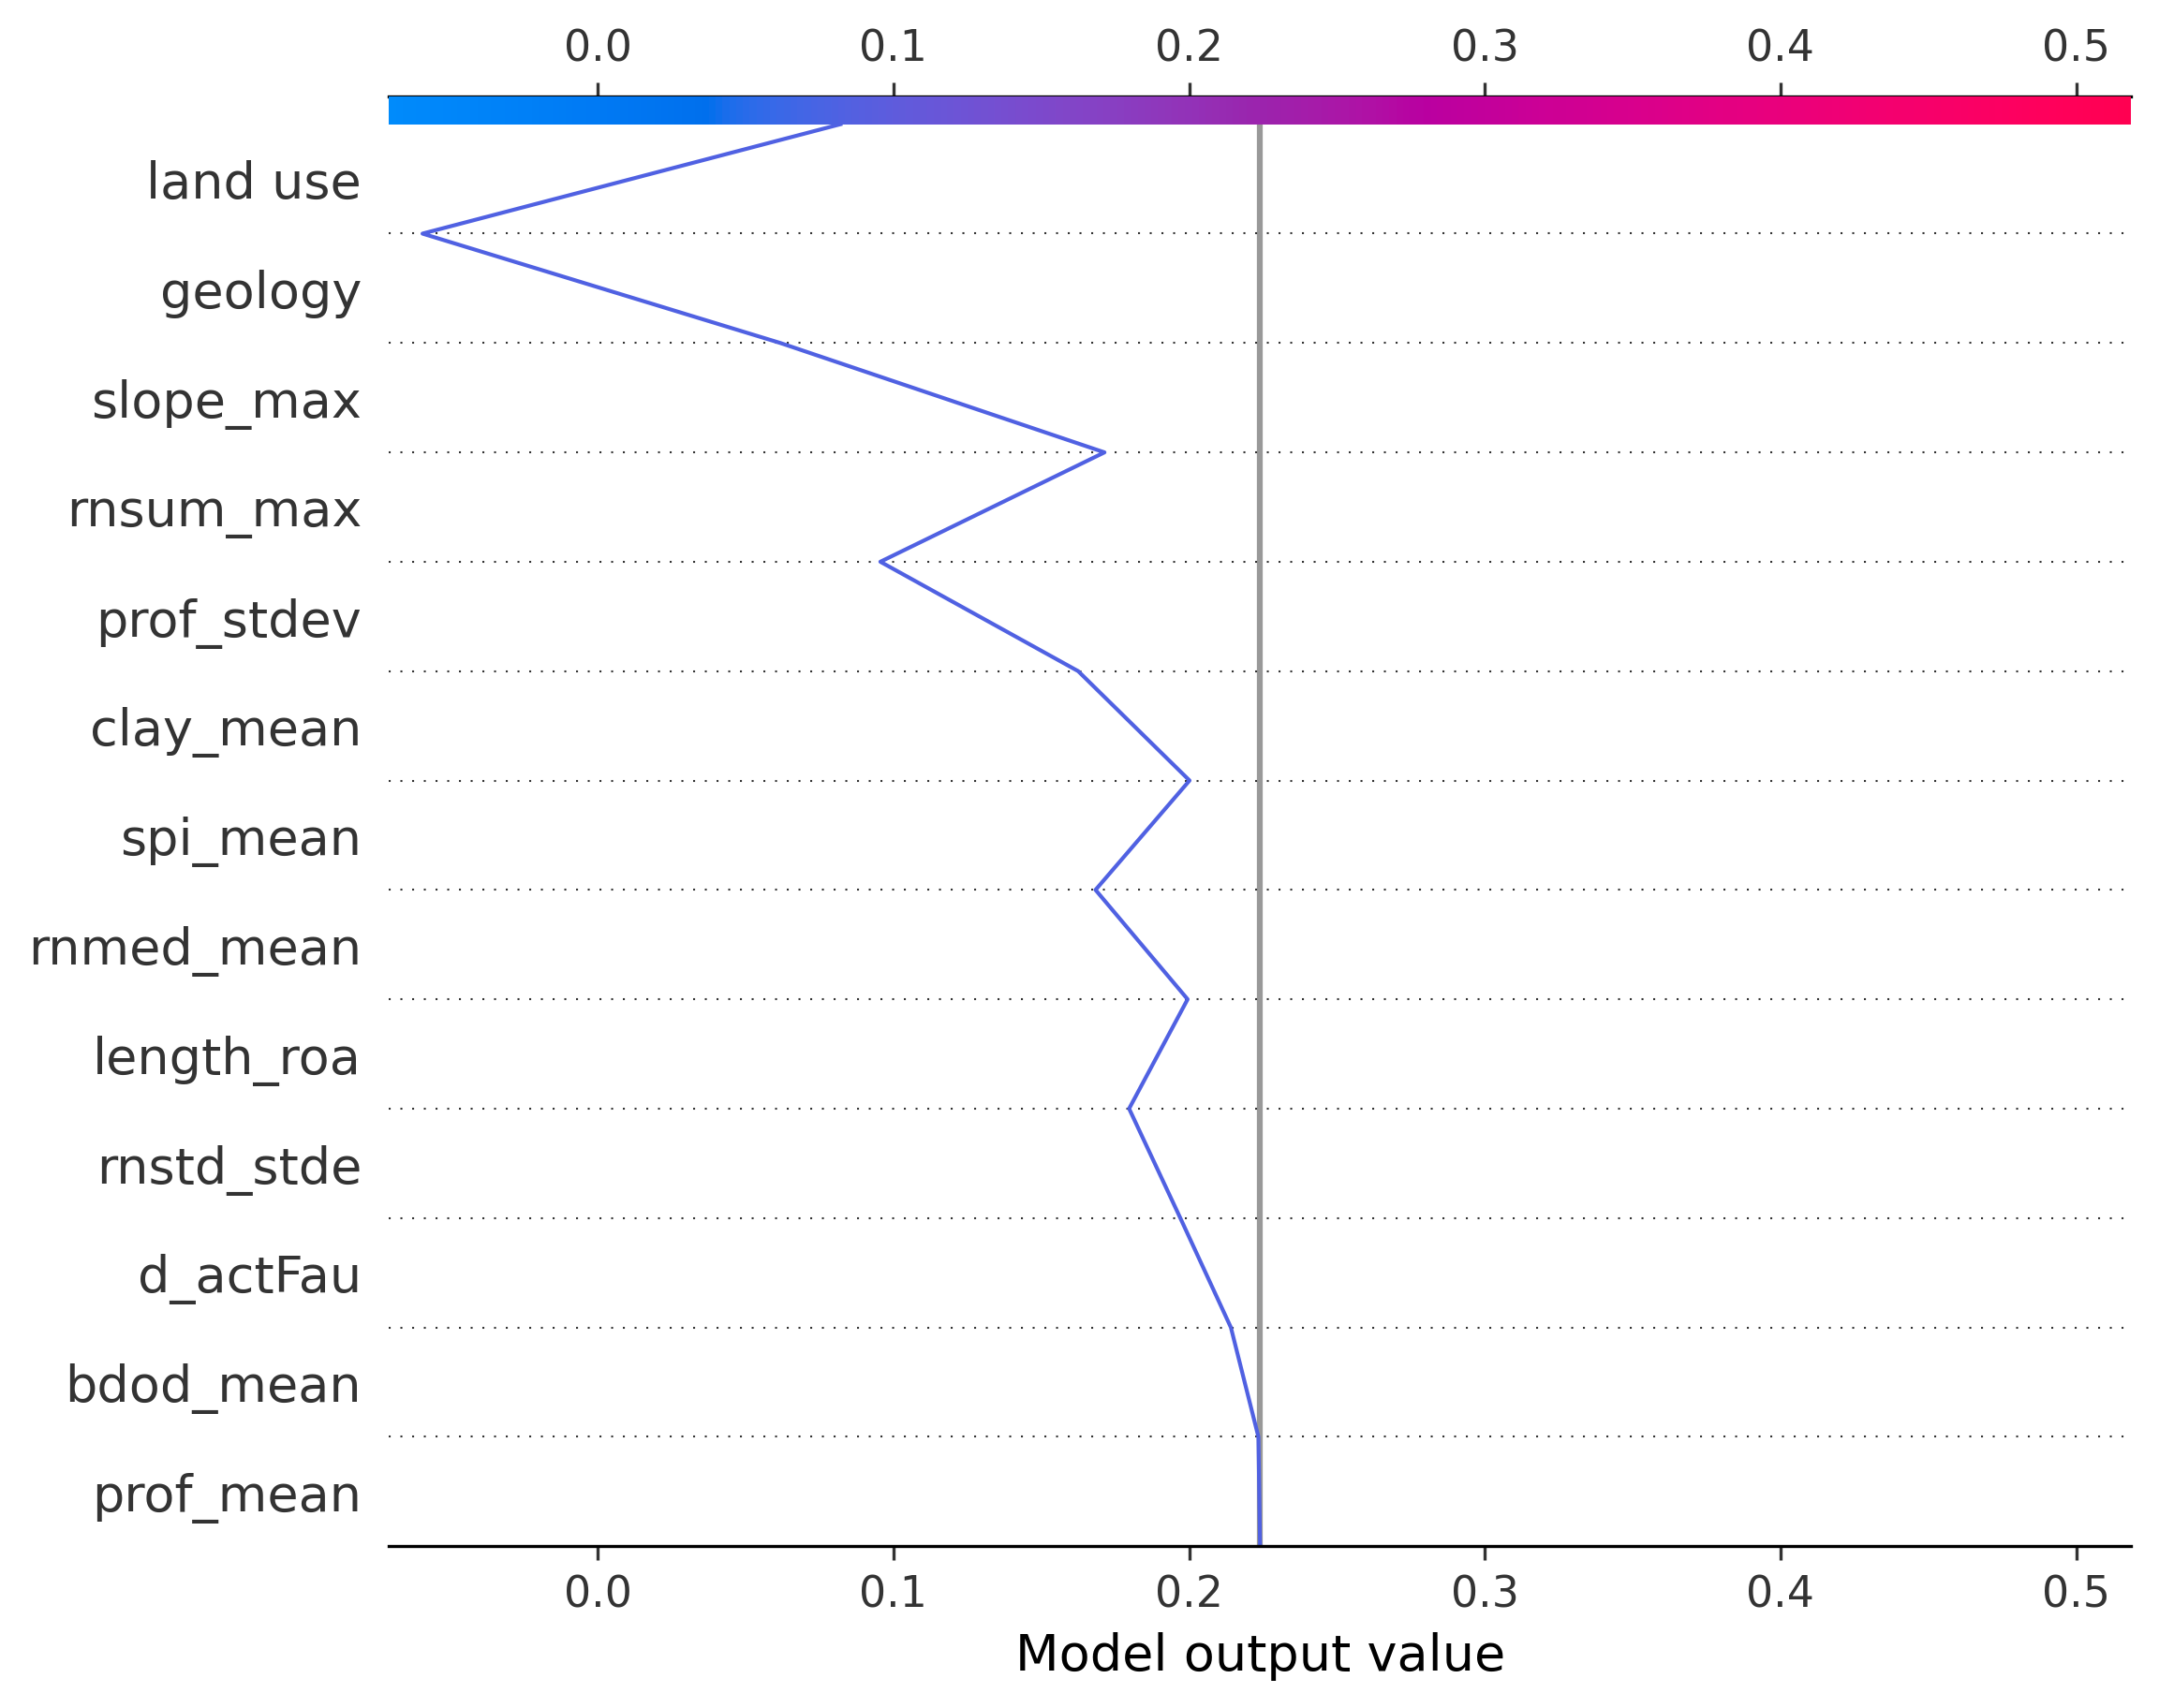 0.0 0.1 0.2 0.3 0.4 0.5
land use
geology
slope_max
rnsum_max
prof_stdev
clay_mean
spi_mean
rnmed_mean
length_roa
rnstd_stde
d_actFau
bdod_mean
prof_mean
0.0 0.1 0.2 0.3 0.4 0.5
Model output value